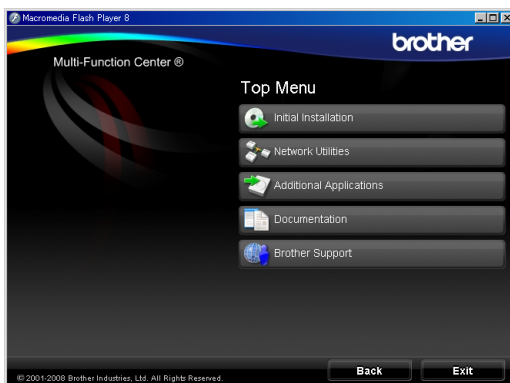 Macromedia Flash Player 8
brother
Multi-Function Center ®
Top Menu
Initial Installation
Network Utilities
Additional Applications
Documentation
Brother Support
© 2001-2008 Brother Industries, Ltd. All Rights Reserved.
Back
Exit